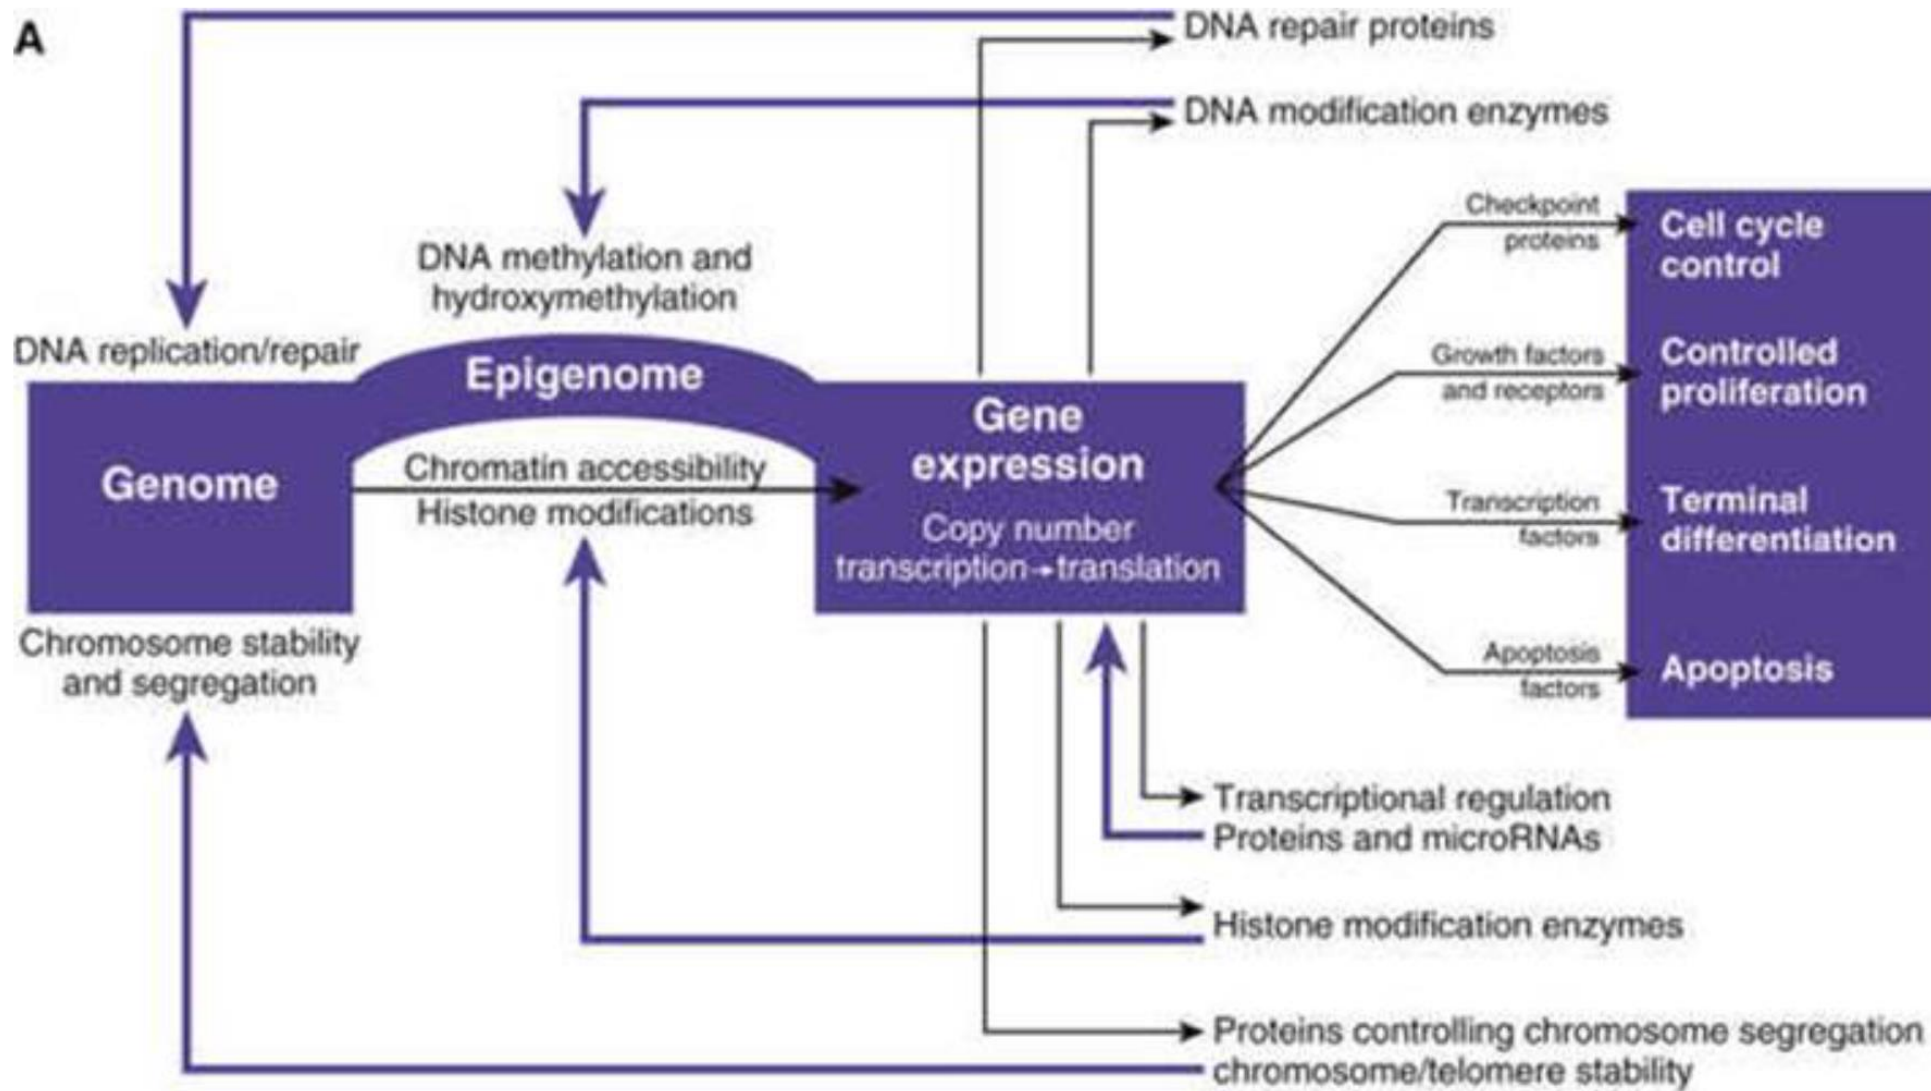 A
DNA repair proteins
DNA modification enzymes
DNA methylation and
hydroxymethylation
DNA replication/repair
Epigenome
Genome
Chromatin accessibility
Histone modifications
Chromosome stability
and segregation
Gene
expression
Copy number
transcription→translation
Checkpoint
proteins
Cell cycle
control
Growth factors
and receptors
Controlled
proliferation
Transcription
factors
Terminal
differentiation
Apoptosis
factors
Apoptosis
Transcriptional regulation
Proteins and microRNAs
Histone modification enzymes
Proteins controlling chromosome segregation
chromosome/telomere stability